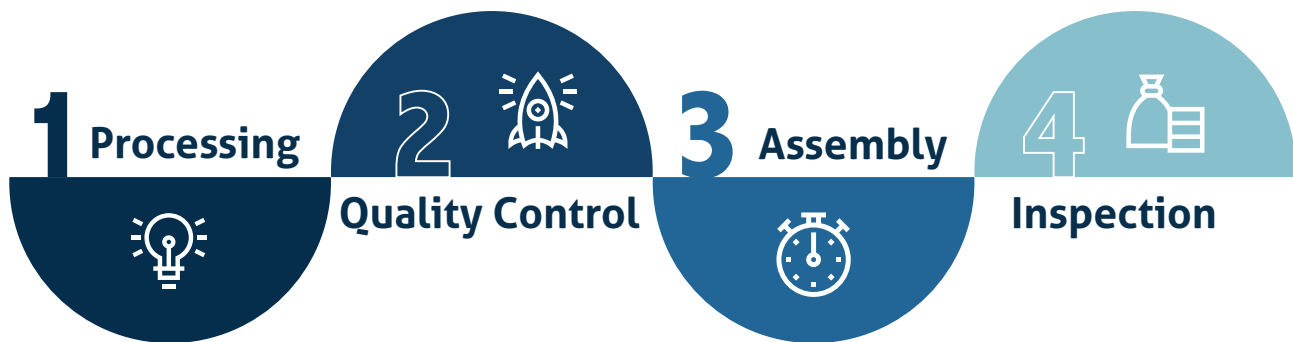 1 Processing
2
Quality Control
3 Assembly
4
Inspection